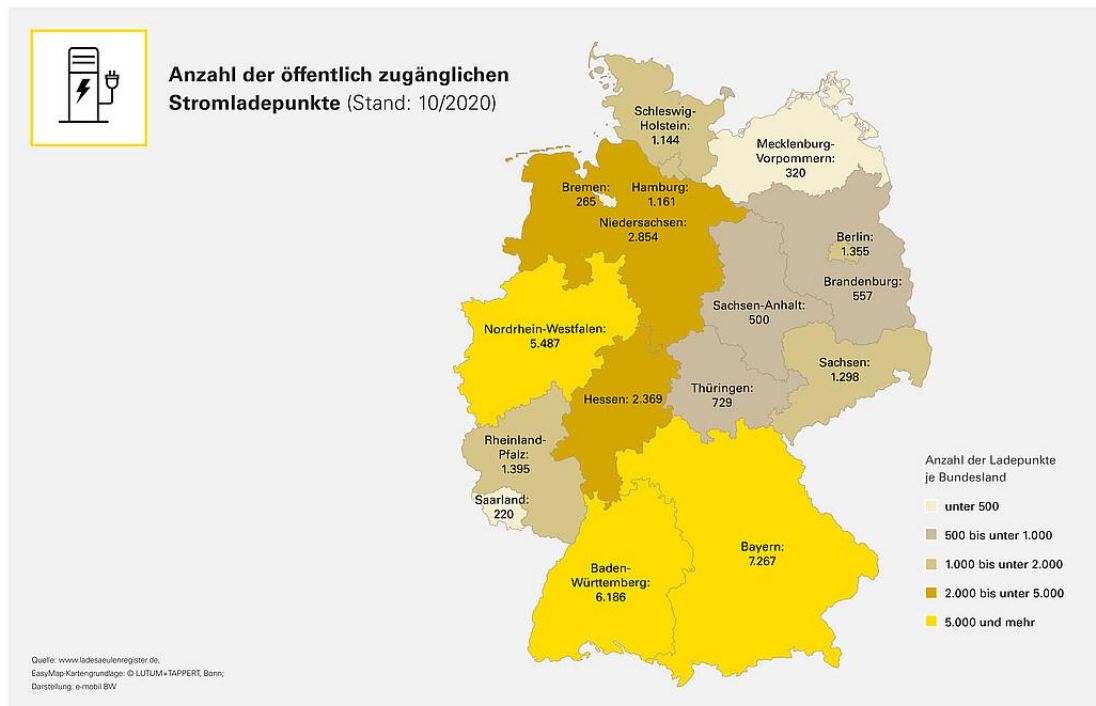 Anzahl der öffentlich zugänglichen
Stromladepunkte (Stand: 10/2020)
Schleswig-
Holstein:
1.144
Mecklenburg-
Vorpommern:
320
Bremen:
265
Hamburg:
1.161
Niedersachsen:
2.854
Berlin:
1.355
Brandenburg:
557
Sachsen-Anhalt:
500
Nordrhein-Westfalen:
5.487
Sachsen:
1.298
Thüringen:
729
Hessen: 2.369
Rheinland-
Pfalz:
1.395
Saarland:
220
Bayern:
7.267
Baden-
Württemberg:
6.186
Anzahl der Ladepunkte
je Bundesland
unter 500
500 bis unter 1.000
1.000 bis unter 2.000
2.000 bis unter 5.000
5.000 und mehr
Quelle: www.ladesaeulenregister.de,
EasyMap-Kartengrundlage: © LUTUM+TAPPERT, Bonn;
Darstellung: e-mobil BW